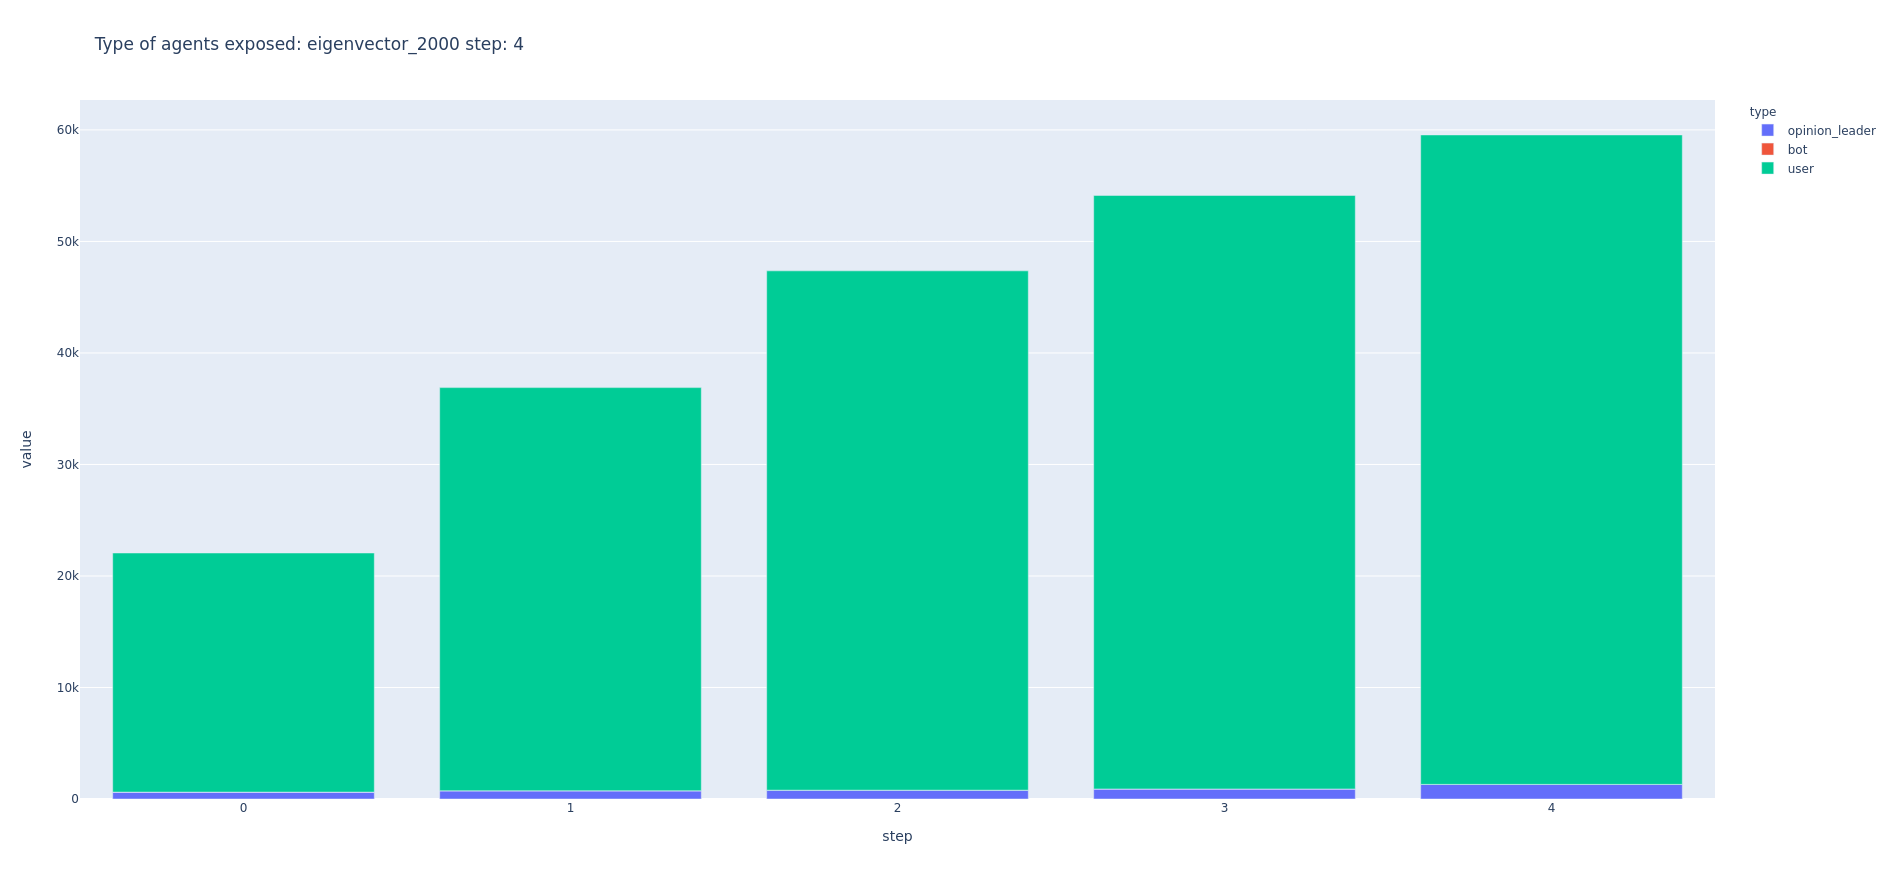 Type of agents exposed: eigenvector_2000 step: 4
type
opinion_leader
bot
user
60k
50k
40k
30k
20k
10k
0
value
0 1 2 3 4
step